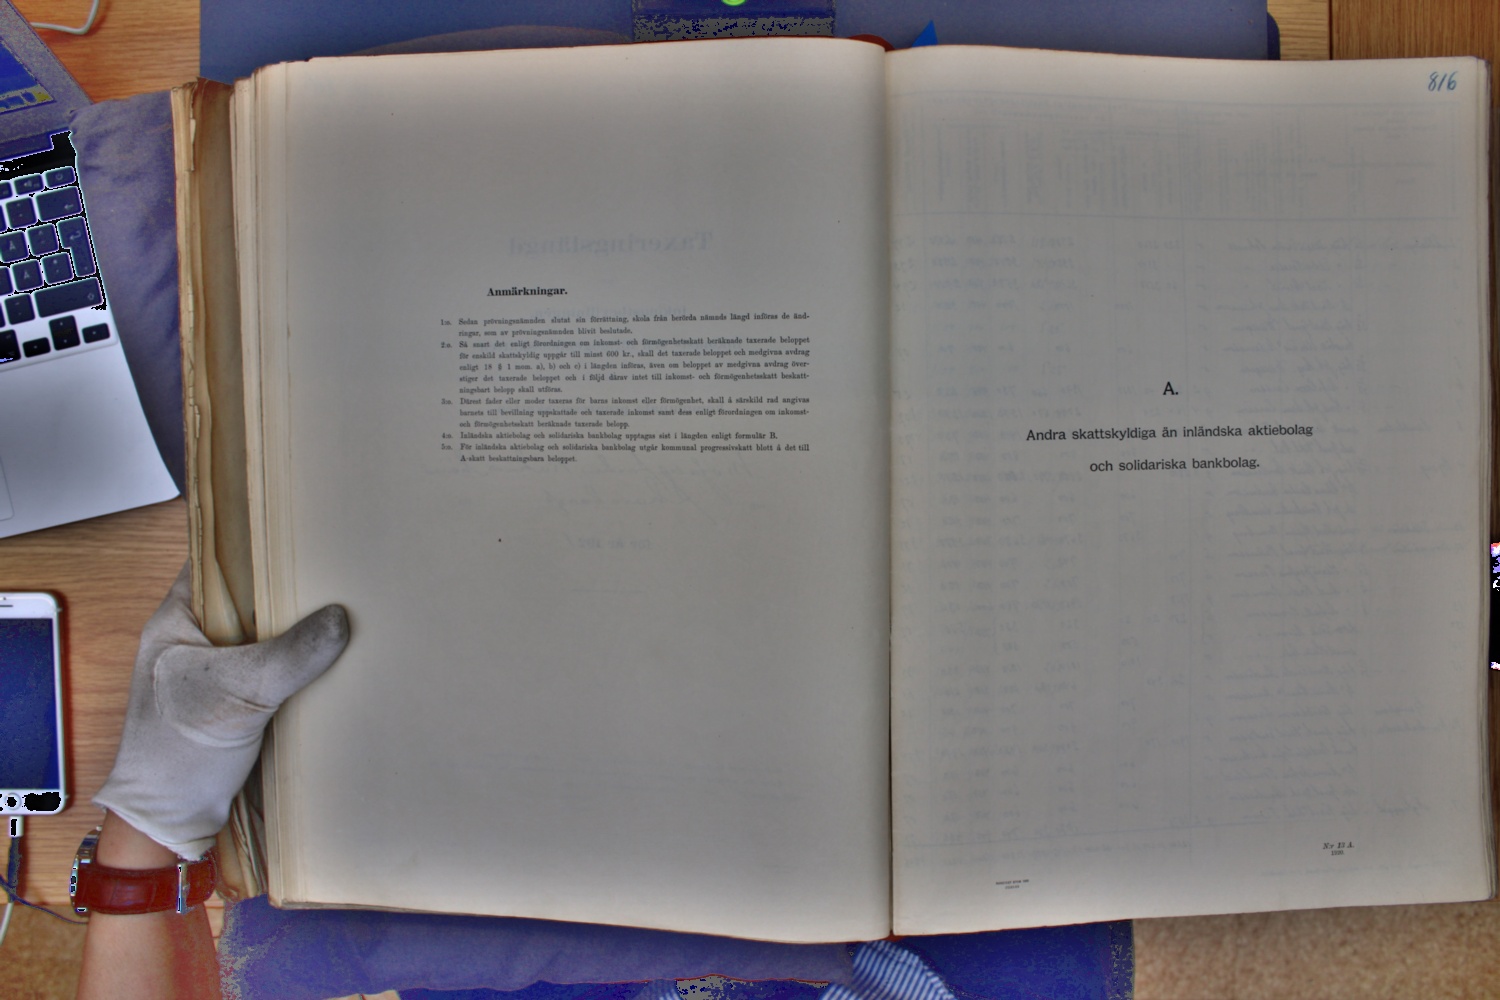 Anmärkningar.
1:o. Sedan prövningsnämnden slutat sin förrättning, skola från berörda nämnds längd införas de änd-
ringar, som av prövningsnämnden blivit beslutade.
2:o. Så snart det enligt förordningen om inkomst- och förmögenhetsskatt beräknade taxerade beloppet
för enskild skattskyldig uppgår till minst 600 kr., skall det taxerade beloppet och medgivna avdrag
enligt 18 § 1 mom. a), b) och c) i längden införas, även om beloppet av medgivna avdrag över-
stiger det taxerade beloppet och i följd därav intet till inkomst- och förmögenhetsskatt beskatt-
ningsbart belopp skall utföras.
3:o. Därest fader eller moder taxeras för barns inkomst eller förmögenhet, skall å särskild rad angivas
barnets till bevillning uppskattade och taxerade inkomst samt dess enligt förordningen om inkomst-
och förmögenhetsskatt beräknade taxerade belopp.
4:o. Inländska aktiebolag och solidariska bankbolag upptagas sist i längden enligt formulär B.
5:o. För inländska aktiebolag och solidariska bankbolag utgår kommunal progressivskatt blott å det till
A-skatt beskattningsbara beloppet.
816
A.
Andra skattskyldiga än inländska aktiebolag
och solidariska bankbolag.
N:r 12 A.